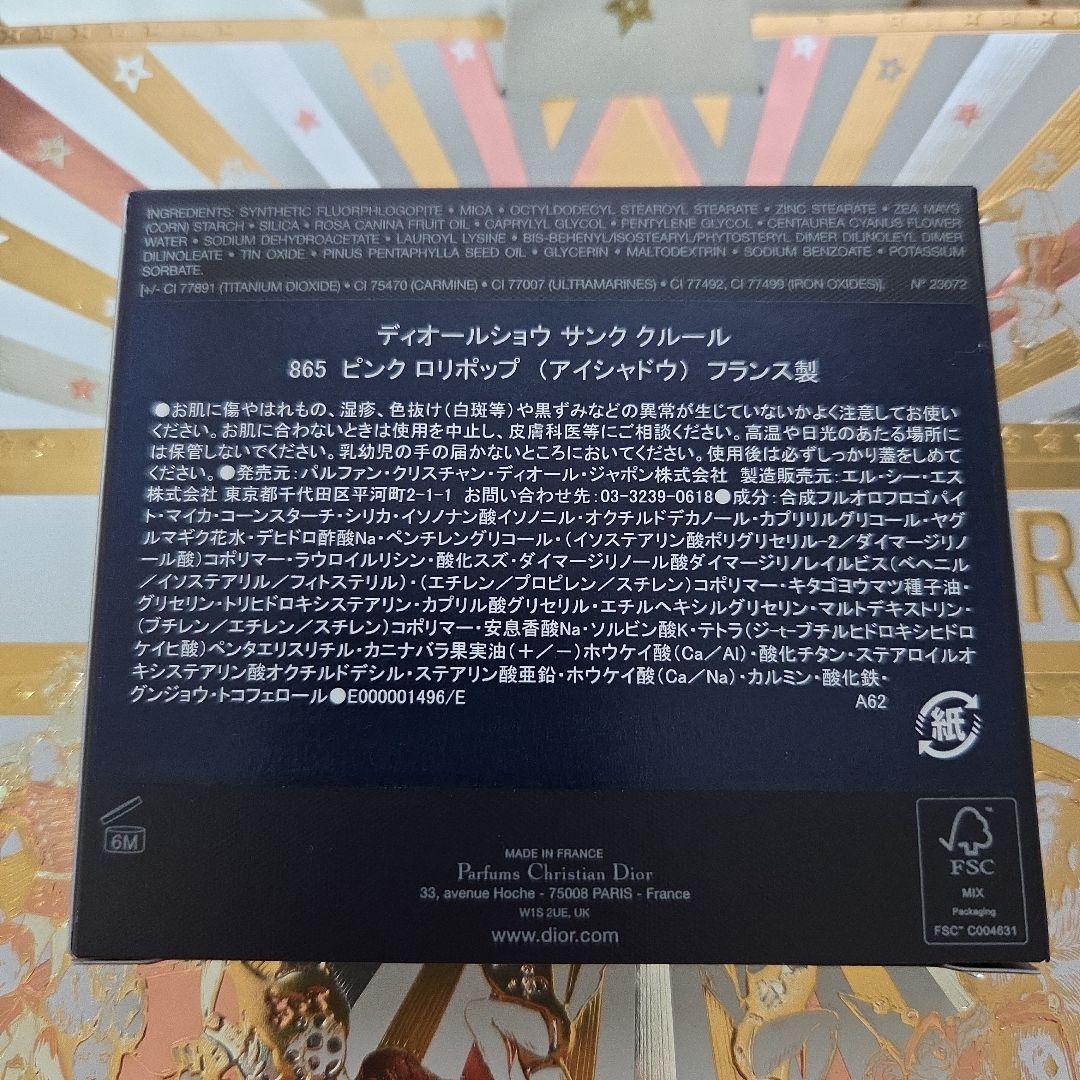 INGREDIENTS: SYNTHETIC FLUORPHLOGOPITE • MICA • OCTYLDODECYL STEAROYL STEARATE • ZINC STEARATE • ZEA MAYS
(CORN) STARCH • SILICA • ROSA CANINA FRUIT OIL • CAPRYLYL GLYCOL • PENTYLENE GLYCOL • CENTAUREA CYANUS FLOWER
WATER • SODIUM DEHYDROACETATE • LAUROYL LYSINE • BIS-BEHENYL/ISOSTEARYL/PHYTOSTERYL DIMER DILINOLEYL DIMER
DILINOLEATE • TIN OXIDE • PINUS PENTAPHYLLA SEED OIL • GLYCERIN • MALTODEXTRIN • SODIUM BENZOATE • POTASSIUM
SORBATE.
[+/- CI 77891 (TITANIUM DIOXIDE) • CI 75470 (CARMINE) • CI 77007 (ULTRAMARINES) • CI 77492, CI 77499 (IRON OXIDES)]. N° 23072
ディオールショウ サンク クルール
865 ピンク ロリポップ (アイシャドウ) フランス製
●お肌に傷やはれもの、湿疹、色抜け(白斑等)や黒ずみなどの異常が生じていないかよく注意してお使い
ください。お肌に合わないときは使用を中止し、皮膚科医等にご相談ください。高温や日光のあたる場所に
は保管しないでください。乳幼児の手の届かないところにおいてください。使用後は必ずしっかり蓋をしめて
ください。●発売元:パルファン・クリスチャン・ディオール・ジャポン株式会社 製造販売元:エル・シー・エス
株式会社 東京都千代田区平河町2-1-1 お問い合わせ先:03-3239-0618●成分:合成フルオロフロゴパイ
ト・マイカ・コーンスターチ・シリカ・イソノナン酸イソノニル・オクチルドデカノール・カプリリルグリコール・ヤグ
ルマギク花水・デヒドロ酢酸Na・ペンチレングリコール・(イソステアリン酸ポリグリセリル-2/ダイマージリノ
ール酸)コポリマー・ラウロイルリシン・酸化スズ・ダイマージリノール酸ダイマージリノレイルビス(ベヘニル
/イソステアリル/フィトステリル)・(エチレン/プロピレン/スチレン)コポリマー・キタゴヨウマツ種子油・
グリセリン・トリヒドロキシステアリン・カプリル酸グリセリル・エチルヘキシルグリセリン・マルトデキストリン・
(ブチレン/エチレン/スチレン)コポリマー・安息香酸Na・ソルビン酸K・テトラ(ジ-t-ブチルヒドロキシヒドロ
ケイヒ酸)ペンタエリスリチル・カニナバラ果実油(+/-)ホウケイ酸(Ca/Al)・酸化チタン・ステアロイルオ
キシステアリン酸オクチルドデシル・ステアリン酸亜鉛・ホウケイ酸(Ca/Na)・カルミン・酸化鉄・
グンジョウ・トコフェロール●E000001496/E A62
紙
6M
MADE IN FRANCE
Parfums Christian Dior
33, avenue Hoche - 75008 PARIS - France
W1S 2UE, UK
www.dior.com
FSC
MIX
Packaging
FSC™ C004631
R